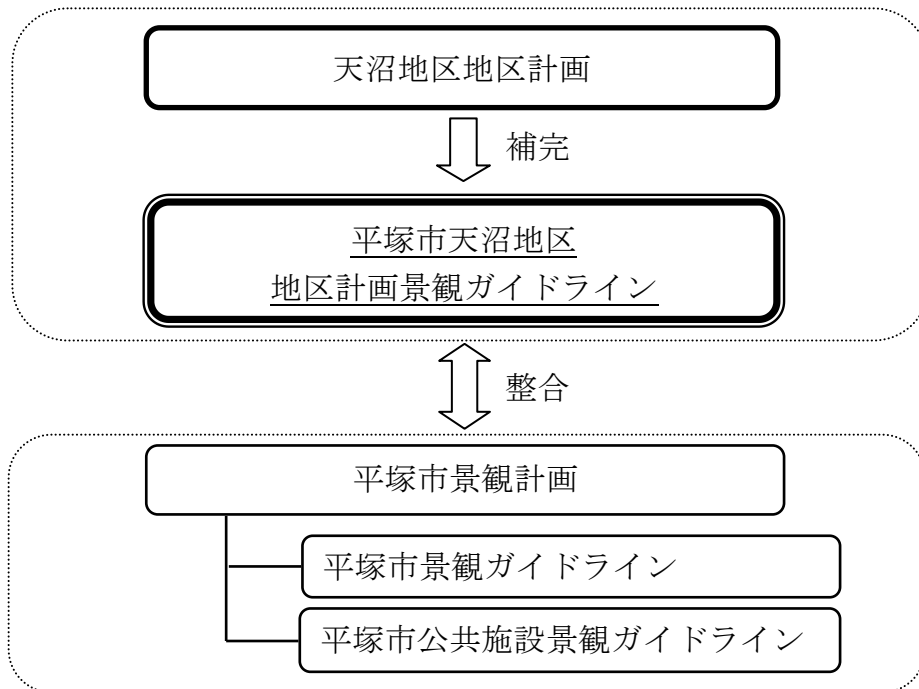 天沼地区地区計画
補完
平塚市天沼地区
地区計画景観ガイドライン
整合
平塚市景観計画
平塚市景観ガイドライン
平塚市公共施設景観ガイドライン